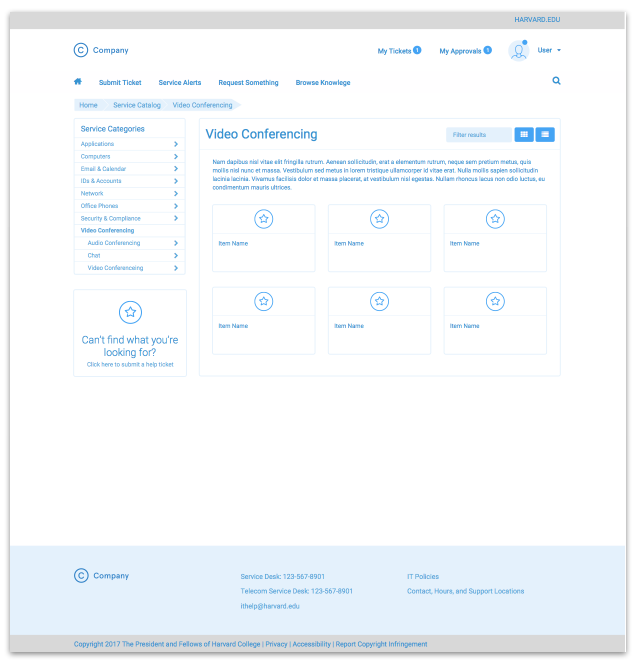 HARVARD.EDU
C Company
My Tickets 1 My Approvals 1 User
Submit Ticket Service Alerts Request Something Browse Knowlege
Home Service Catalog Video Conferencing
Service Categories
Applications
Computers
Email & Calendar
IDs & Accounts
Network
Office Phones
Security & Compliance
Video Conferencing
Audio Conferencing
Chat
Video Conferenceing
Can't find what you're
looking for?
Click here to submit a help ticket
Video Conferencing
Filter results
Nam dapibus nisl vitae elit fringilla rutrum. Aenean sollicitudin, erat a elementum rutrum, neque sem pretium metus, quis
mollis nisl nunc et massa. Vestibulum sed metus in lorem tristique ullamcorper id vitae erat. Nulla mollis sapien sollicitudin
lacinia lacinia. Vivamus facilisis dolor et massa placerat, at vestibulum nisl egestas. Nullam rhoncus lacus non odio luctus, eu
condimentum mauris ultrices.
Item Name Item Name Item Name
Item Name Item Name Item Name
C Company
Service Desk: 123-567-8901
Telecom Service Desk: 123-567-8901
ithelp@harvard.edu
IT Policies
Contact, Hours, and Support Locations
Copyright 2017 The President and Fellows of Harvard College | Privacy | Accessibility | Report Copyright Infringement